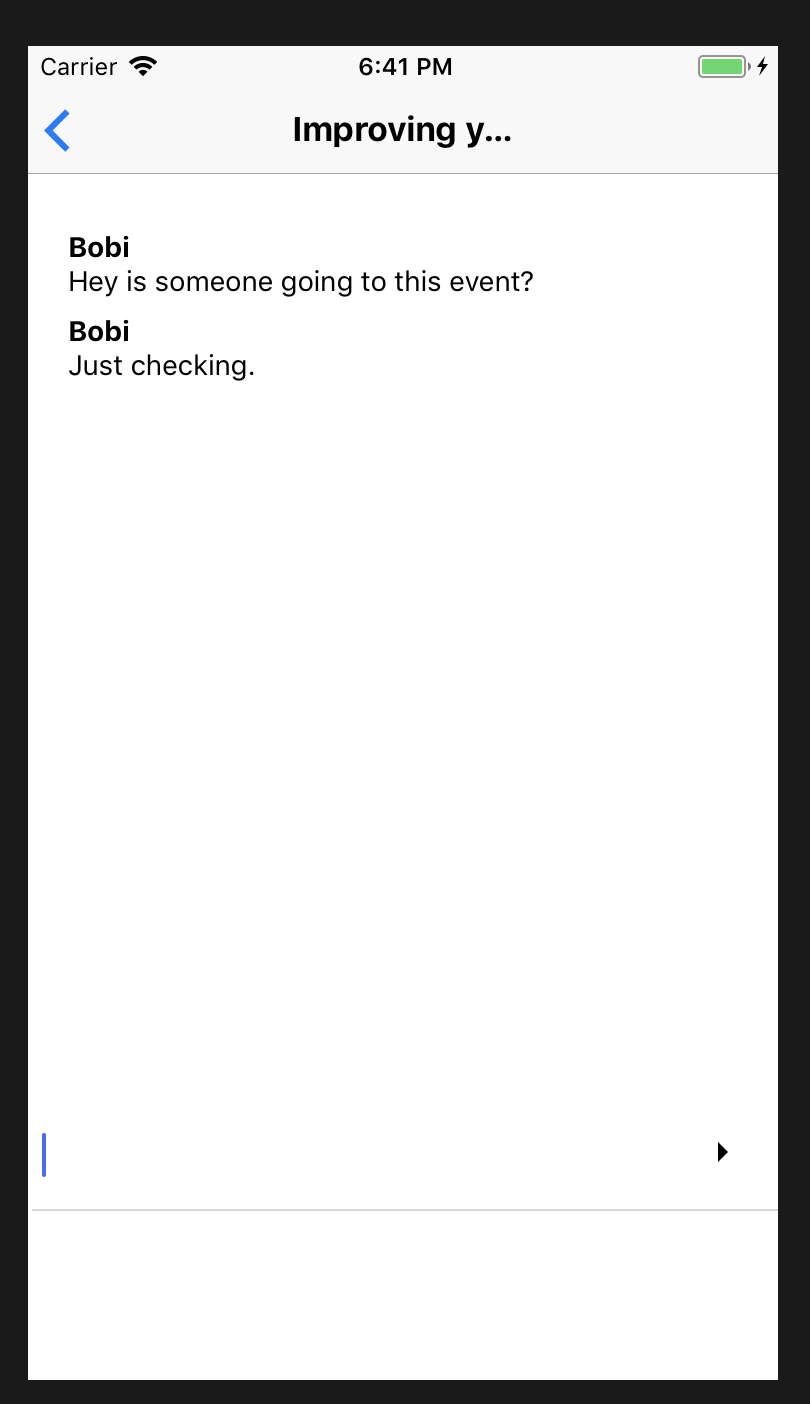 Carrier
6:41 PM
Improving y...
Bobi
Hey is someone going to this event?
Bobi
Just checking.